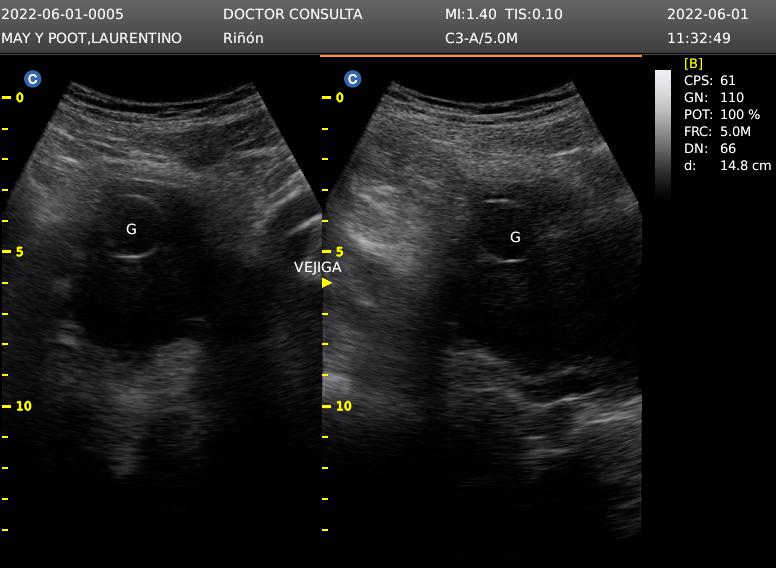 2022-06-01-0005 DOCTOR CONSULTA MI:1.40 TIS:0.10 2022-06-01
MAY Y POOT,LAURENTINO Riñón C3-A/5.0M 11:32:49
C C [B]
0 0 CPS: 61
GN: 110
POT: 100 %
FRC: 5.0M
DN: 66
d: 14.8 cm
G G
5 5
VEJIGA
10 10